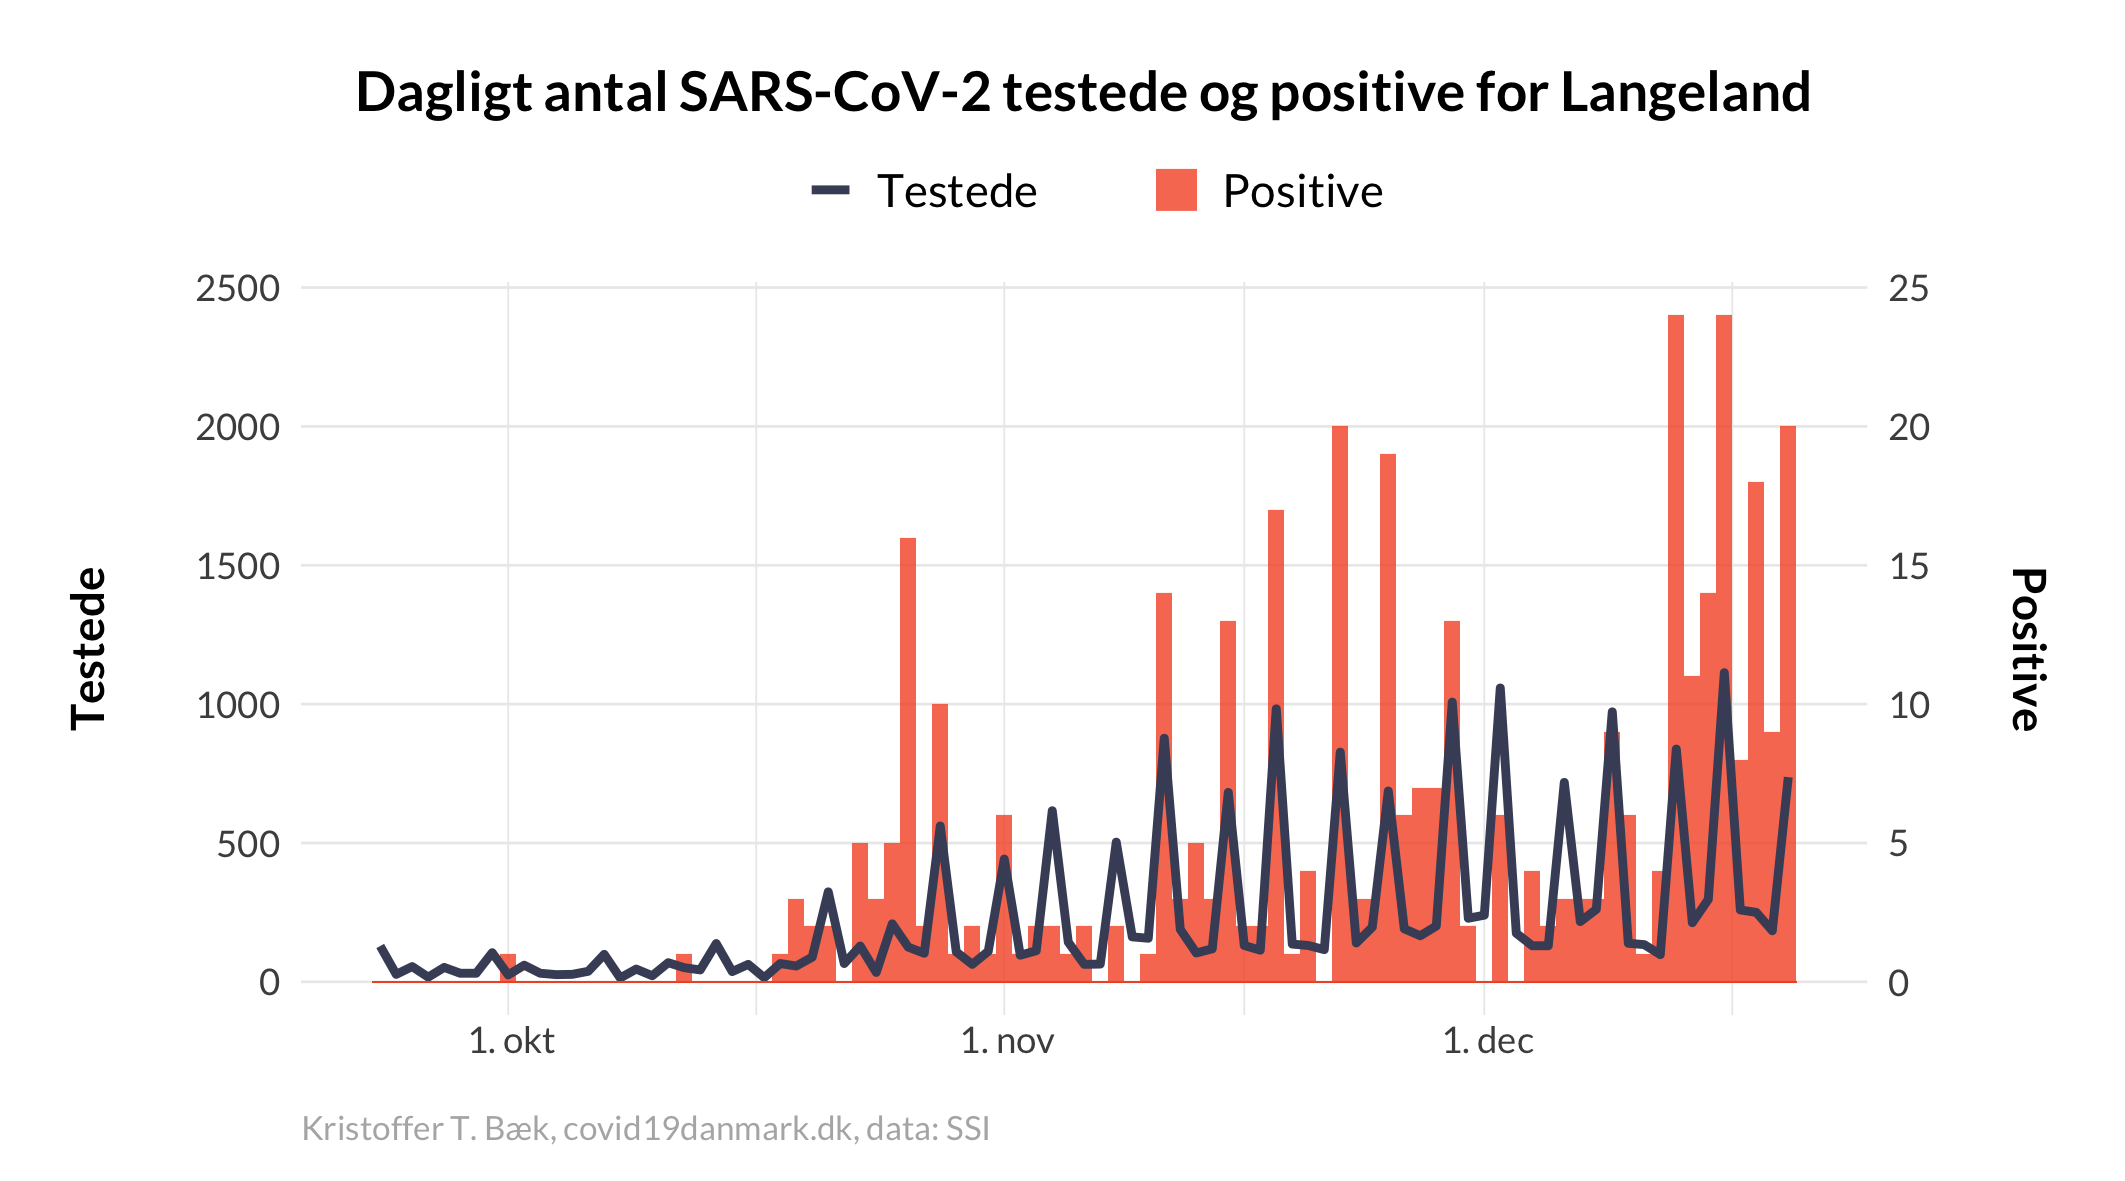 Dagligt antal SARS-CoV-2 testede og positive for Langeland
Testede Positive
2500 25
2000 20
1500 15
1000 10
500 5
0 0
Testede
Positive
1. okt 1. nov 1. dec
Kristoffer T. Bæk, covid19danmark.dk, data: SSI